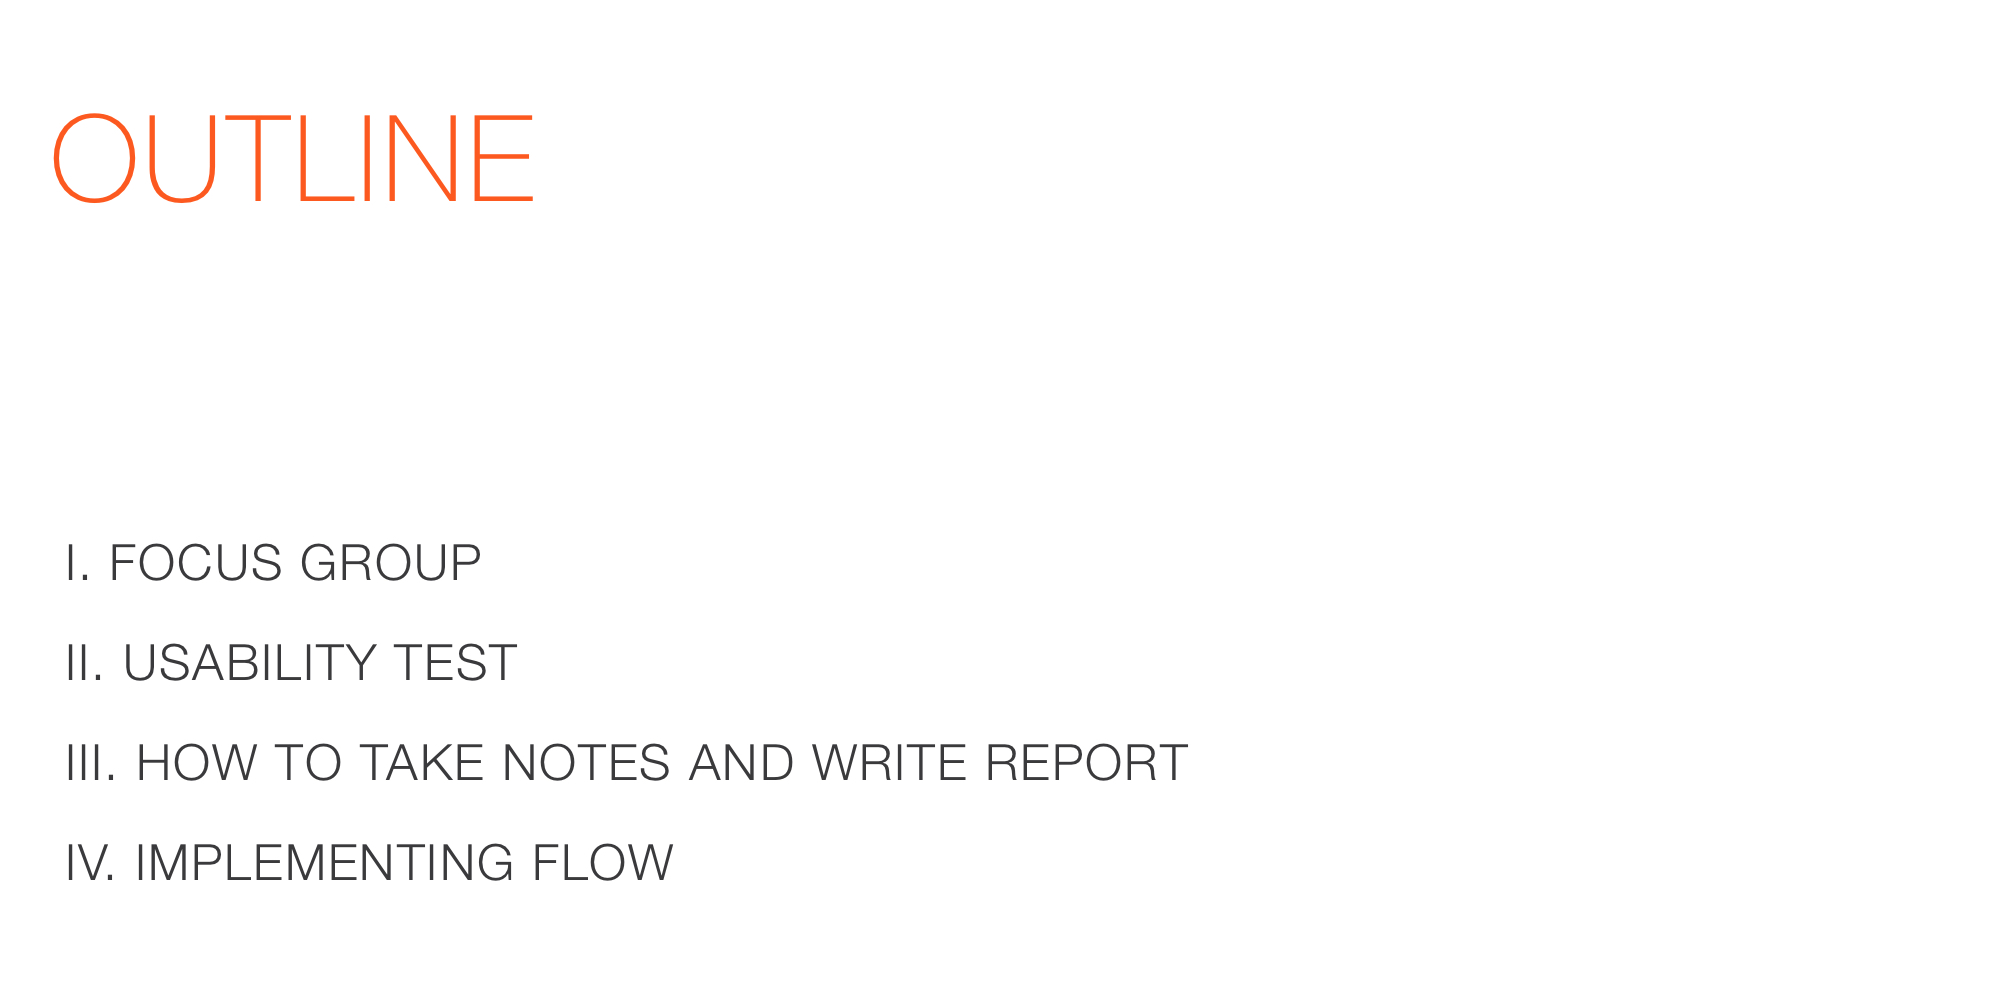 OUTLINE
I. FOCUS GROUP
II. USABILITY TEST
III. HOW TO TAKE NOTES AND WRITE REPORT
IV. IMPLEMENTING FLOW